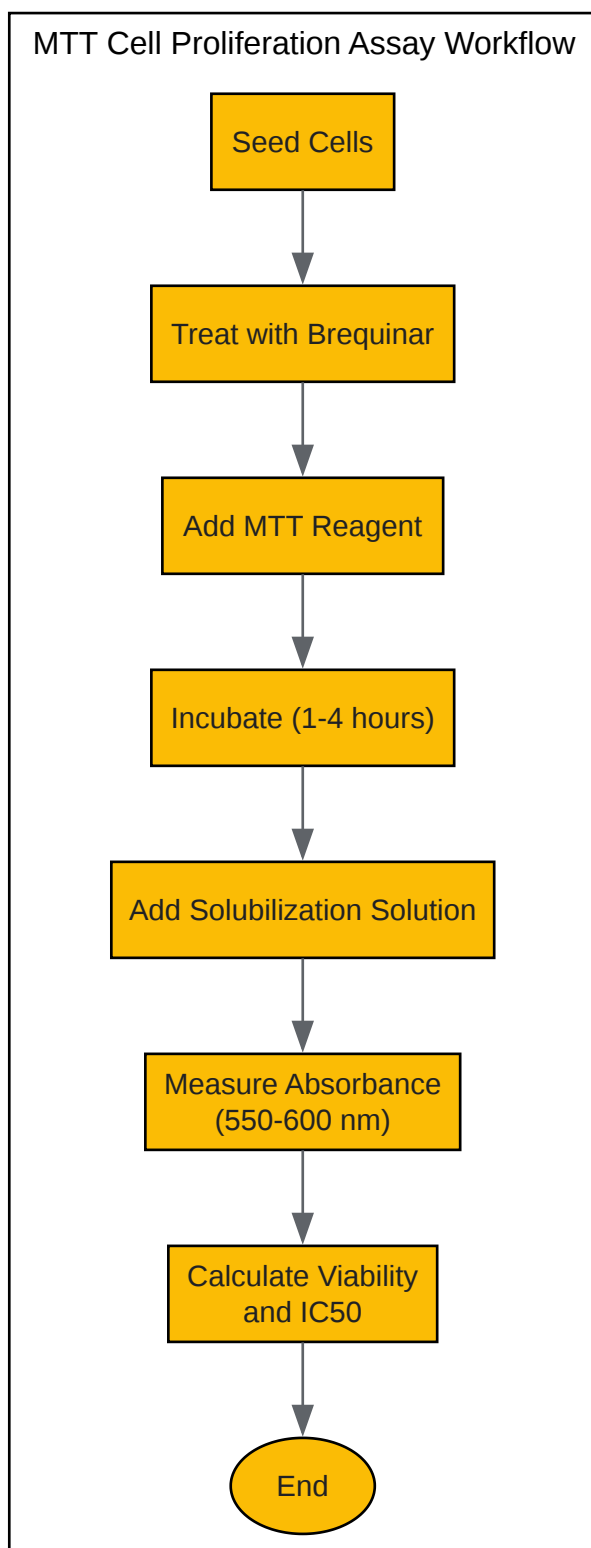 MTT Cell Proliferation Assay Workflow
Seed Cells
Treat with Brequinar
Add MTT Reagent
Incubate (1-4 hours)
Add Solubilization Solution
Measure Absorbance
(550-600 nm)
Calculate Viability
and IC50
End